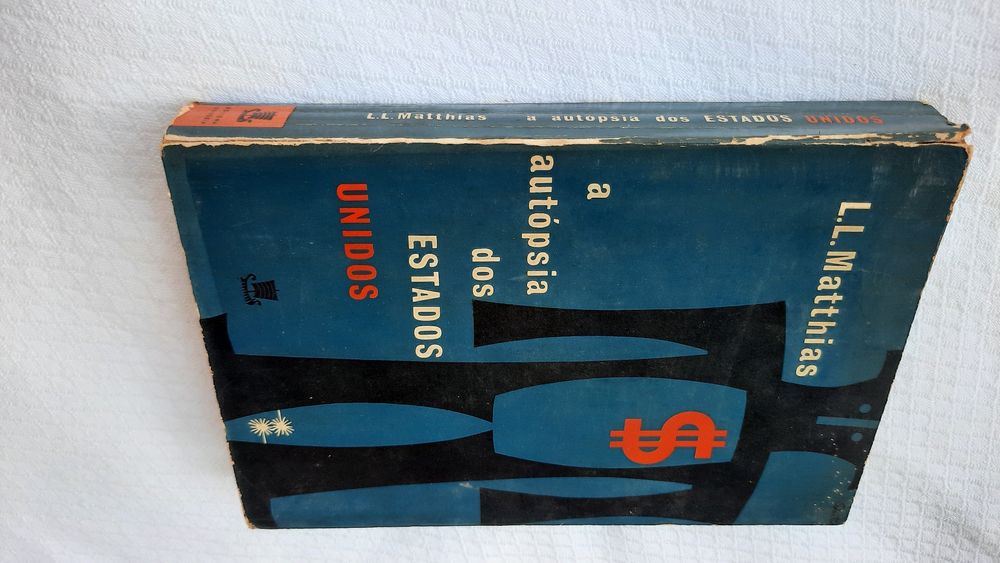 L.L.Matthias a autópsia dos ESTADOS UNIDOS
L.L.Matthias
a
autópsia
dos
ESTADOS
UNIDOS